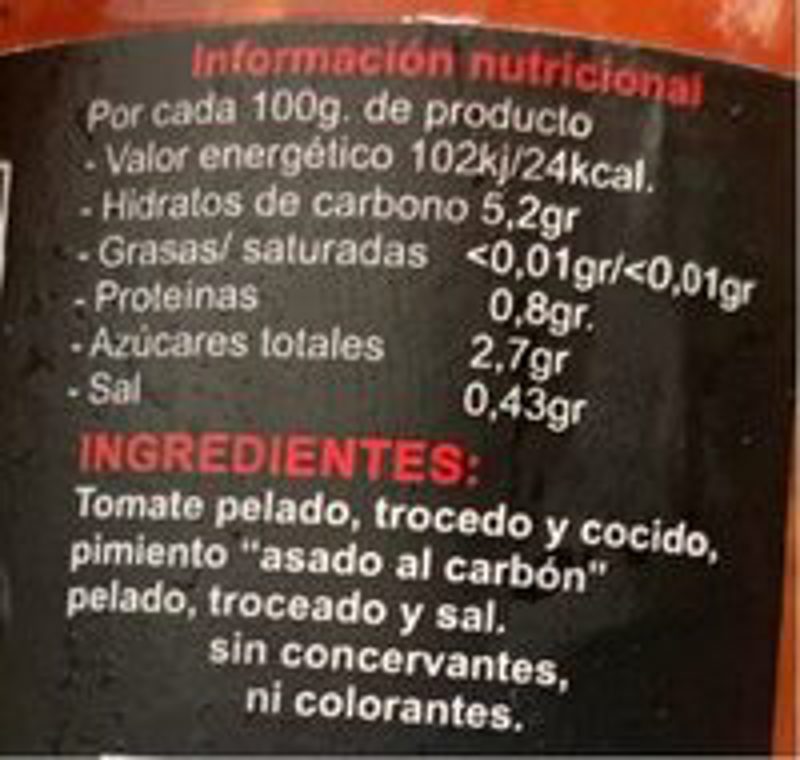 Información nutricional
Por cada 100g. de producto
- Valor energético 102kj/24kcal.
- Hidratos de carbono 5,2gr
- Grasas/ saturadas <0,01gr/<0,01gr
- Proteinas 0,8gr.
- Azúcares totales 2,7gr
- Sal 0,43gr
INGREDIENTES:
Tomate pelado, trocedo y cocido,
pimiento "asado al carbón"
pelado, troceado y sal.
sin concervantes,
ni colorantes.